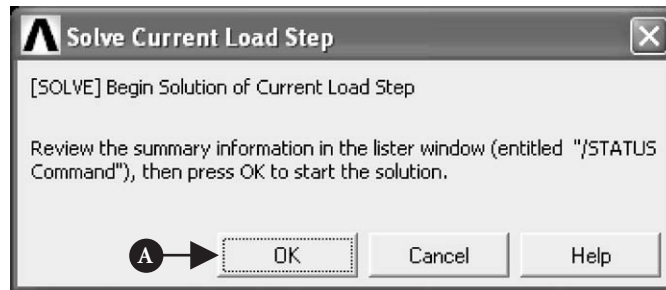 Solve Current Load Step
[SOLVE] Begin Solution of Current Load Step
Review the summary information in the lister window (entitled "/STATUS
Command"), then press OK to start the solution.
A OK Cancel Help